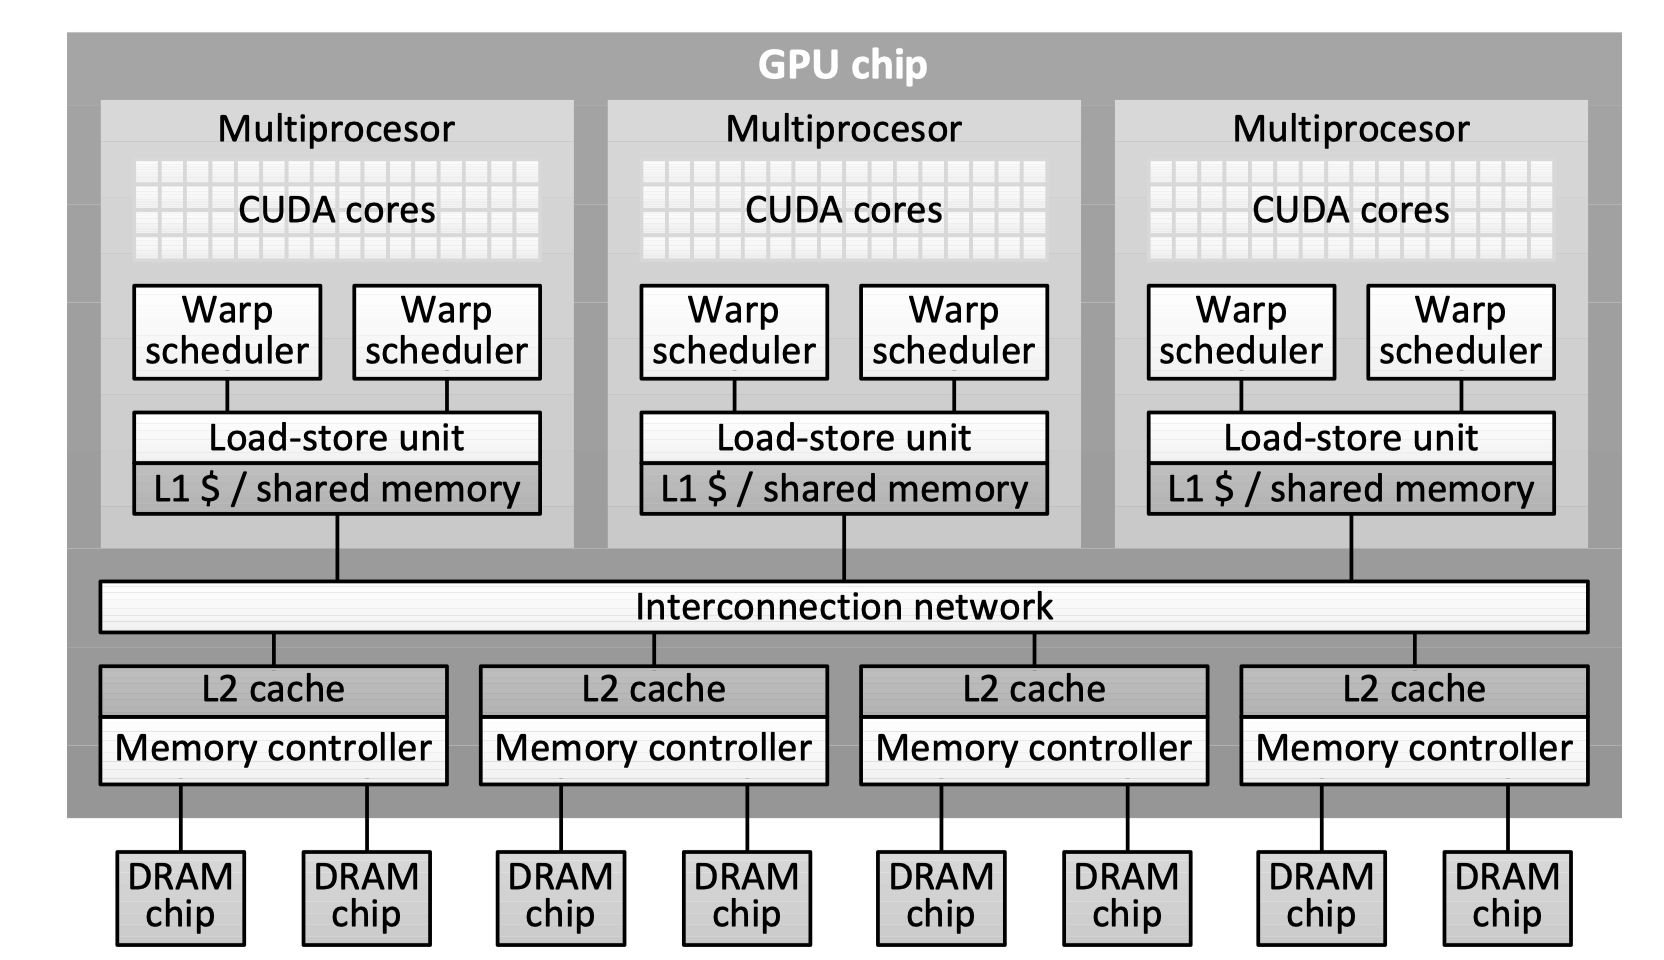 GPU chip
Multiprocesor
CUDA cores
Warp
scheduler
Warp
scheduler
Load-store unit
L1 $ / shared memory
Multiprocesor
CUDA cores
Warp
scheduler
Warp
scheduler
Load-store unit
L1 $ / shared memory
Multiprocesor
CUDA cores
Warp
scheduler
Warp
scheduler
Load-store unit
L1 $ / shared memory
Interconnection network
L2 cache
Memory controller
L2 cache
Memory controller
L2 cache
Memory controller
L2 cache
Memory controller
DRAM
chip
DRAM
chip
DRAM
chip
DRAM
chip
DRAM
chip
DRAM
chip
DRAM
chip
DRAM
chip